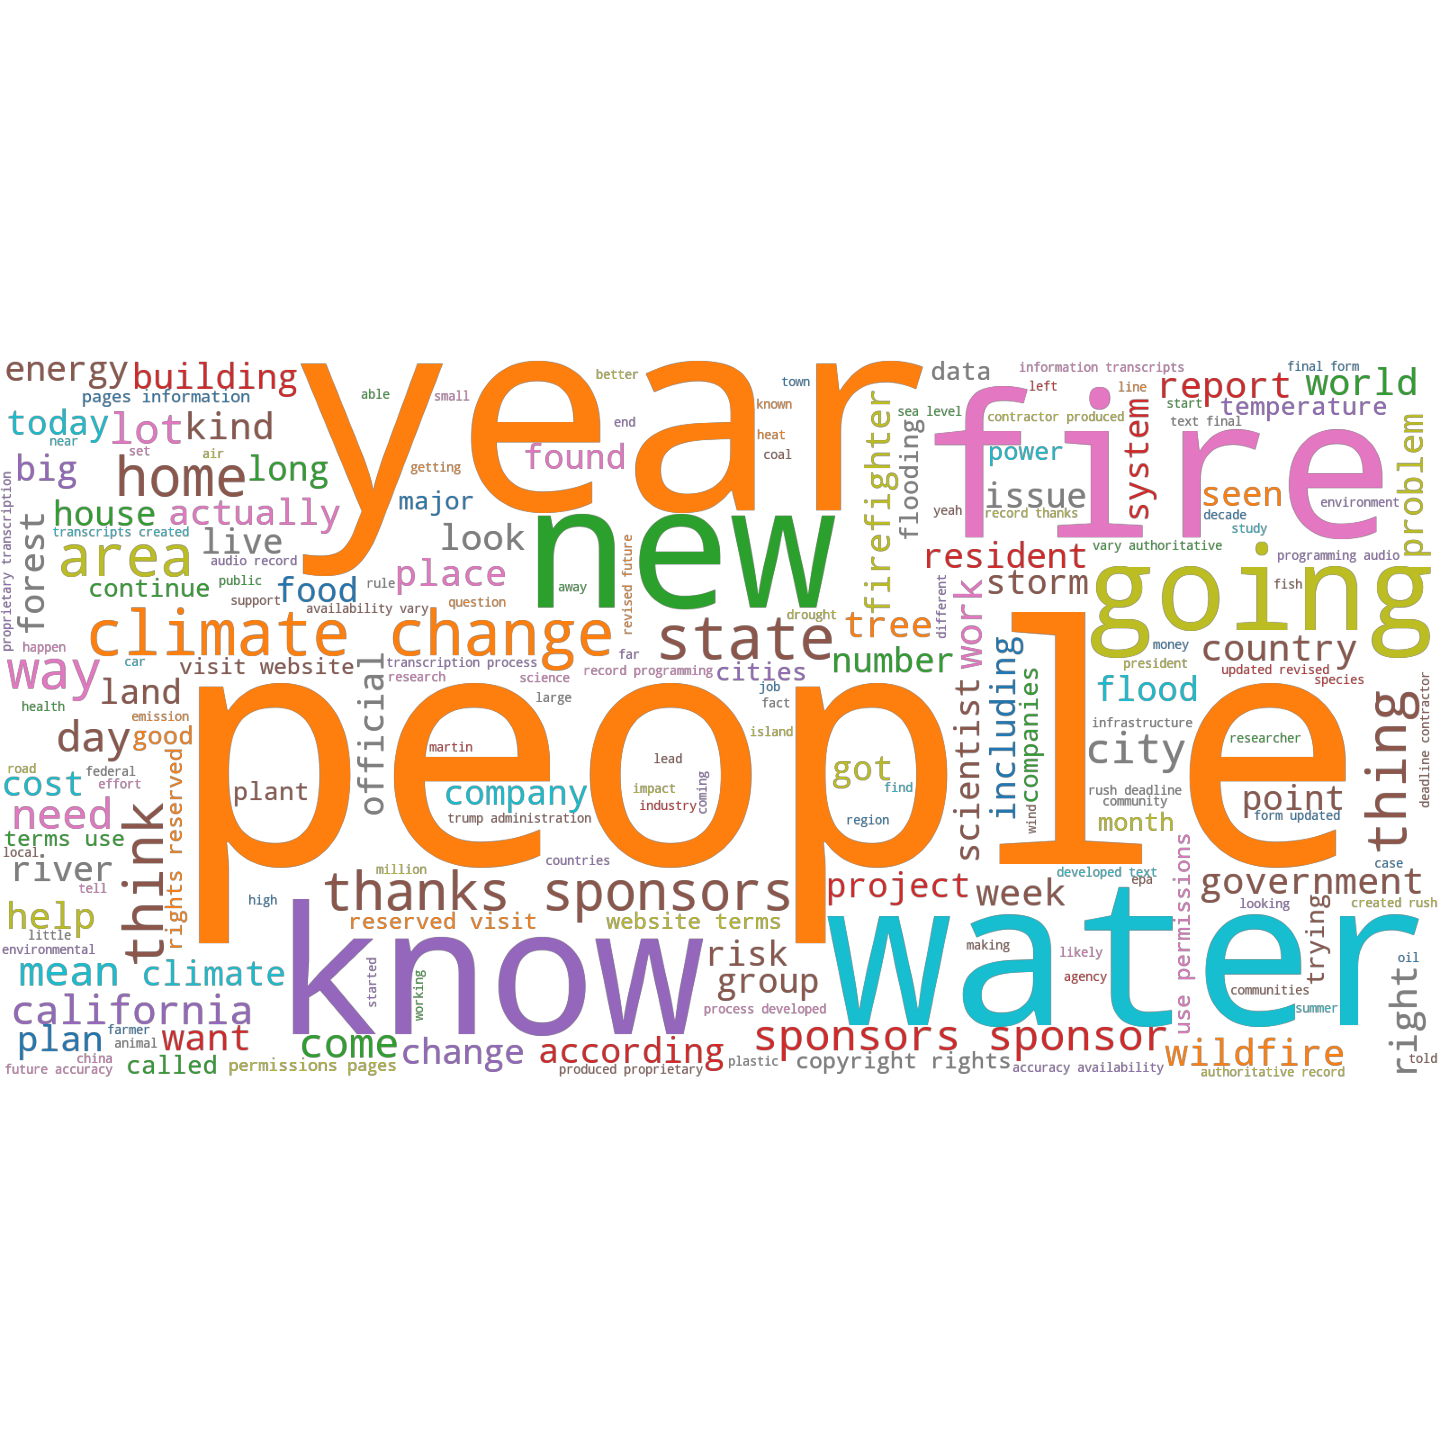 year
people
fire
new
going
water
know
climate change
state
thanks sponsors
sponsors sponsor
energy
building
pages information
today
lot
kind
near
set
air
big
home
long
able
small
better
end
getting
found
town
known
heat
coal
firefighter
data
sea level
flooding
information transcripts
left
line
contractor produced
power
issue
yeah
record thanks
system
report
start
text final
final form
world
temperature
seen
decade
study
environment
problem
proprietary transcription
forest
house
actually
transcripts created
area
live
audio record
continue
public
support
food
rule
availability vary
major
look
place
question
away
revised future
drought
tree
number
different
resident
storm
vary authoritative
programming audio
fish
work
country
money
president
updated revised
species
happen
way
car
visit website
land
health
emission
good
day
official
transcription process
research
science
far
record programming
cities
large
job
fact
island
martin
lead
impact
industry
coming
company
trump administration
plant
got
find
region
scientist
including
companies
wind
flood
infrastructure
city
researcher
rush deadline
community
month
point
form updated
thing
deadline contractor
road
federal
cost
effort
need
terms use
local
river
tell
help
little
environmental
think
rights reserved
high
million
countries
reserved visit
website terms
project
week
developed text
epa
government
case
looking
created rush
use permissions
trying
oil
right
mean
climate
california
plan
farmer
animal
want
china
future accuracy
called
permissions pages
come
started
working
change
according
produced proprietary
risk
group
process developed
plastic
copyright rights
accuracy availability
making
likely
agency
communities
summer
wildfire
authoritative record
told